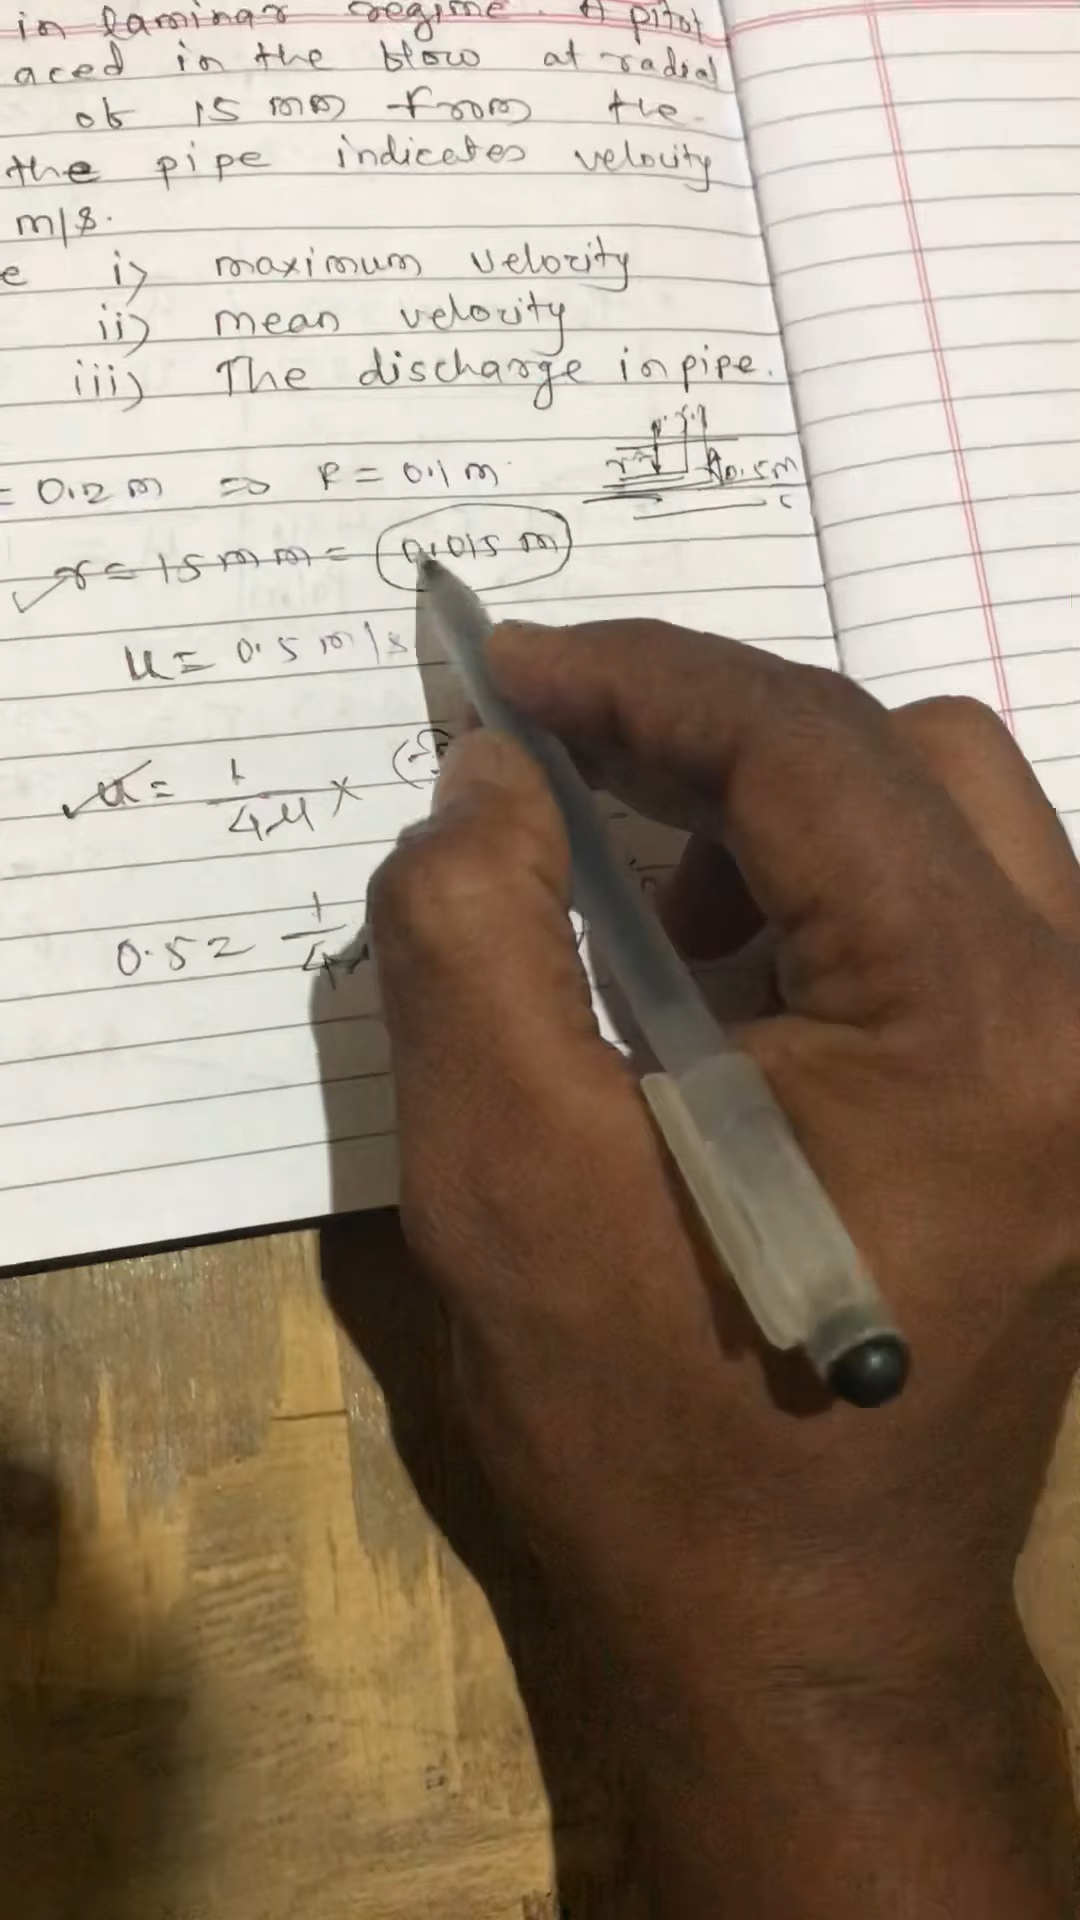 in laminar regime. A pitot
aced in the blow at radial
of 15 mm from the
the pipe indicates velocity
m/s.
e i) maximum velocity
ii) mean velocity
iii) The discharge in pipe.
= 0.2 m ⇒ R = 0.1 m
r = 15 mm = 0.015 m
u = 0.5 m/s
u = 1/4μ ×
0.5 = 1/4